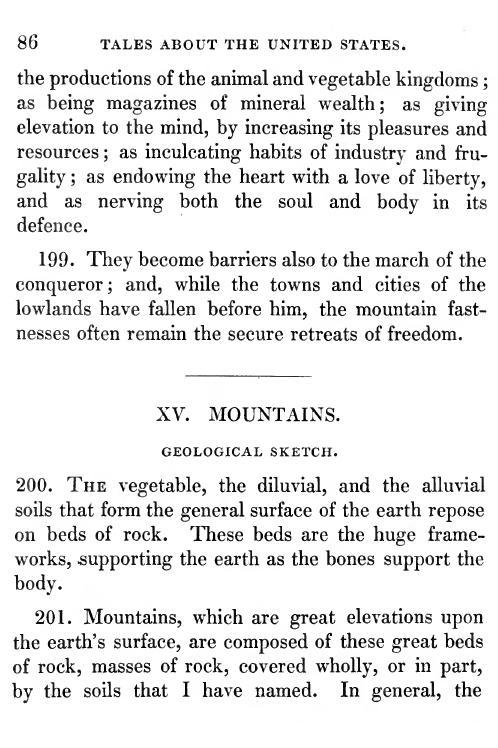 86 TALES ABOUT THE UNITED STATES.
the productions of the animal and vegetable kingdoms;
as being magazines of mineral wealth; as giving
elevation to the mind, by increasing its pleasures and
resources; as inculcating habits of industry and fru-
gality; as endowing the heart with a love of liberty,
and as nerving both the soul and body in its
defence.
199. They become barriers also to the march of the
conqueror; and, while the towns and cities of the
lowlands have fallen before him, the mountain fast-
nesses often remain the secure retreats of freedom.
XV. MOUNTAINS.
GEOLOGICAL SKETCH.
200. THE vegetable, the diluvial, and the alluvial
soils that form the general surface of the earth repose
on beds of rock. These beds are the huge frame-
works, supporting the earth as the bones support the
body.
201. Mountains, which are great elevations upon
the earth's surface, are composed of these great beds
of rock, masses of rock, covered wholly, or in part,
by the soils that I have named. In general, the